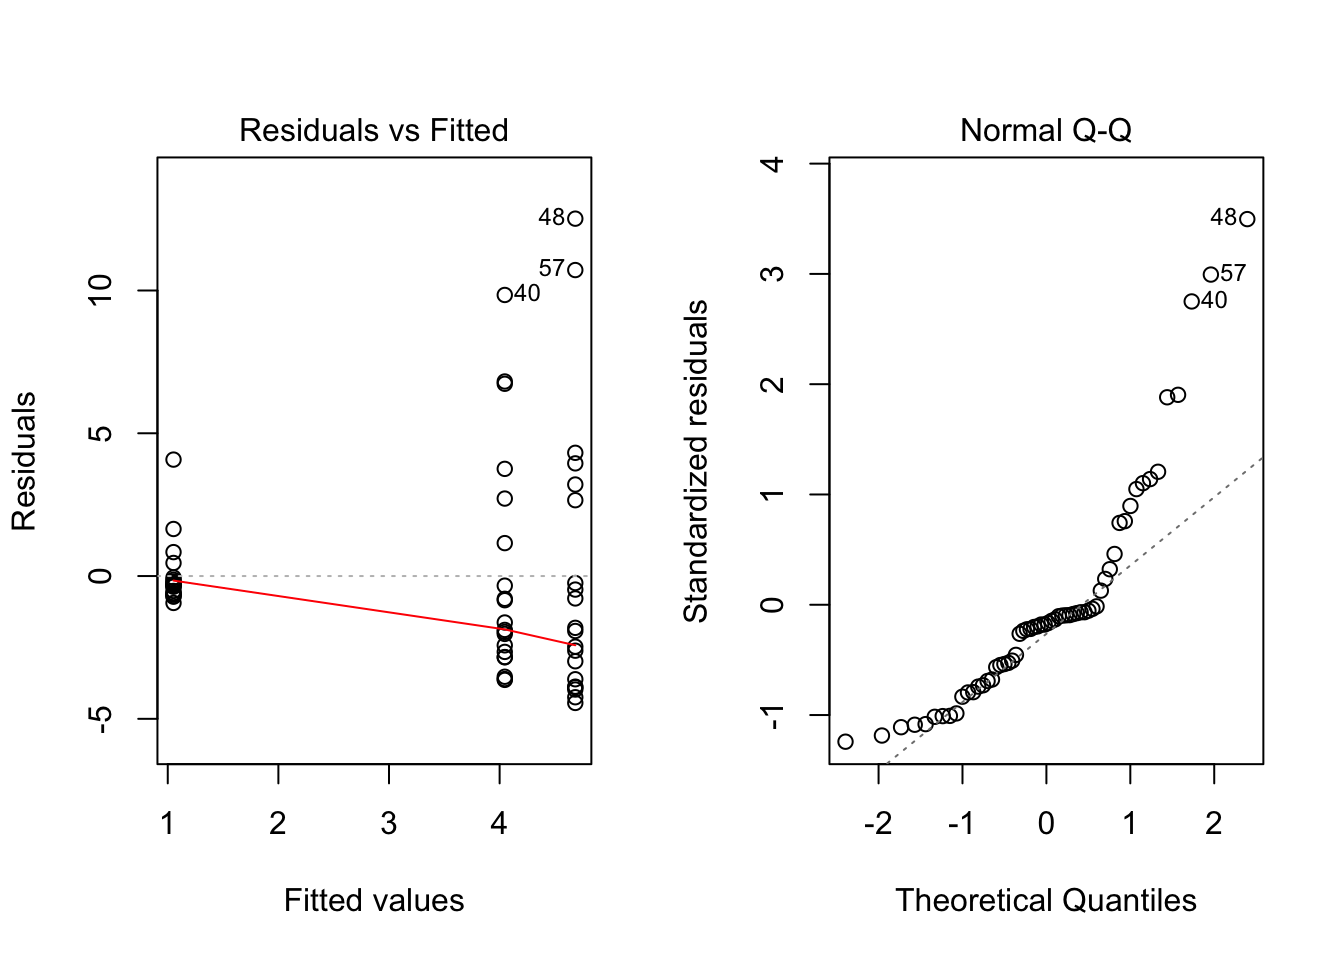 Residuals vs Fitted
Residuals
10
5
0
-5
48
57
40
1 2 3 4
Fitted values
Normal Q-Q
Standardized residuals
4
3
2
1
0
-1
48
57
40
-2 -1 0 1 2
Theoretical Quantiles